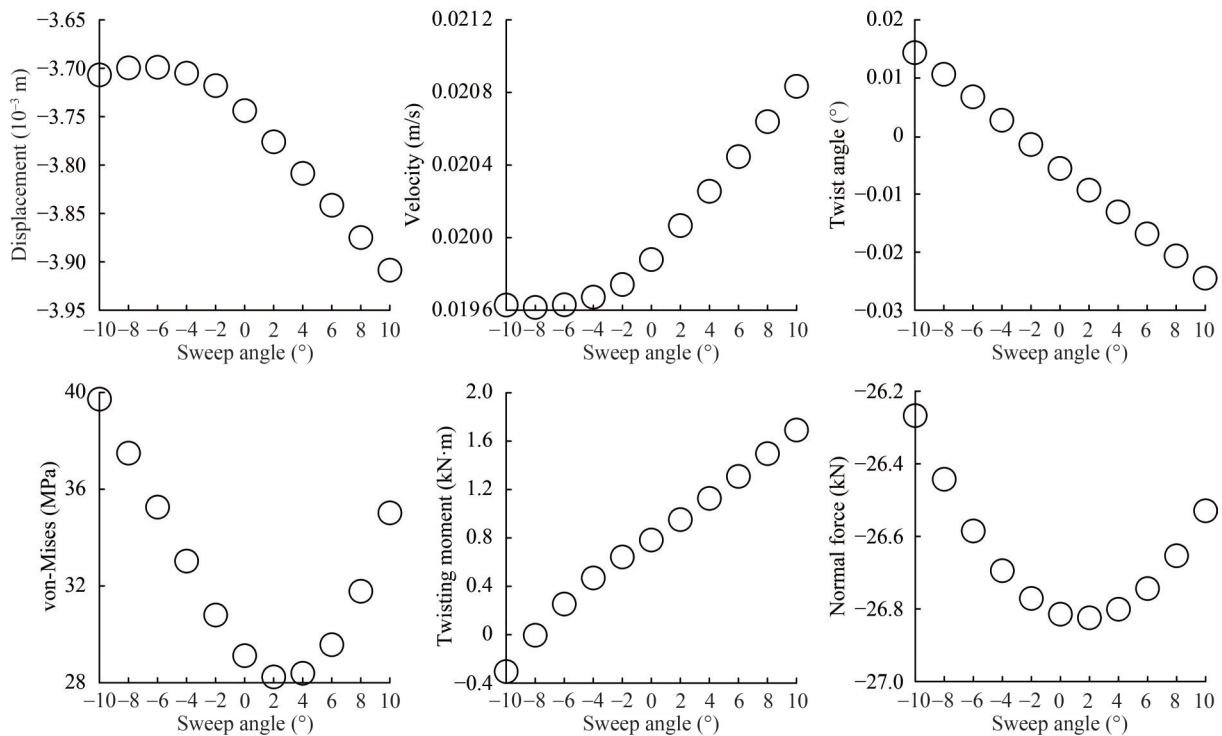 Displacement (10⁻³ m)
−3.65
−3.70
−3.75
−3.80
−3.85
−3.90
−3.95
−10 −8 −6 −4 −2 0 2 4 6 8 10
Sweep angle (°)
Velocity (m/s)
0.0212
0.0208
0.0204
0.0200
0.0196
−10 −8 −6 −4 −2 0 2 4 6 8 10
Sweep angle (°)
Twist angle (°)
0.02
0.01
0
−0.01
−0.02
−0.03
−10 −8 −6 −4 −2 0 2 4 6 8 10
Sweep angle (°)
von-Mises (MPa)
40
36
32
28
−10 −8 −6 −4 −2 0 2 4 6 8 10
Sweep angle (°)
Twisting moment (kN·m)
2.0
1.6
1.2
0.8
0.4
0
−0.4
−10 −8 −6 −4 −2 0 2 4 6 8 10
Sweep angle (°)
Normal force (kN)
−26.2
−26.4
−26.6
−26.8
−27.0
−10 −8 −6 −4 −2 0 2 4 6 8 10
Sweep angle (°)